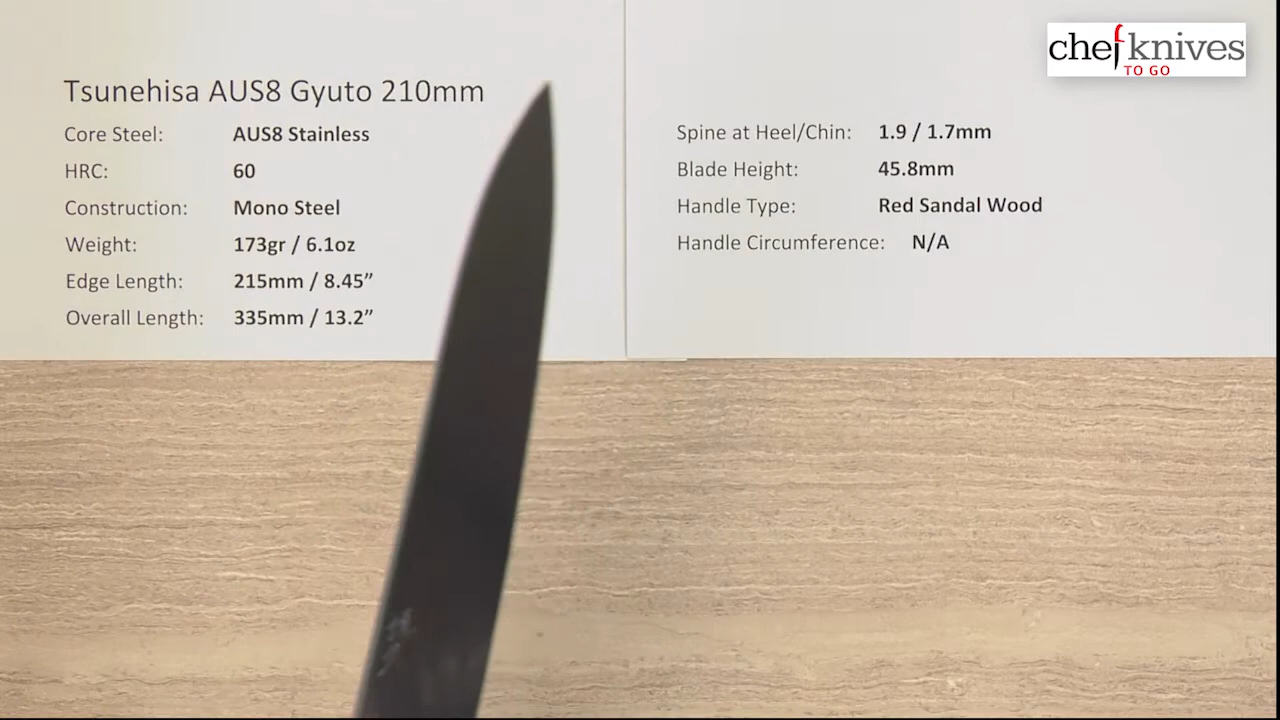 Tsunehisa AUS8 Gyuto 210mm
Core Steel: AUS8 Stainless
HRC: 60
Construction: Mono Steel
Weight: 173gr / 6.1oz
Edge Length: 215mm / 8.45”
Overall Length: 335mm / 13.2”
Spine at Heel/Chin: 1.9 / 1.7mm
Blade Height: 45.8mm
Handle Type: Red Sandal Wood
Handle Circumference: N/A
chef knives
TO GO